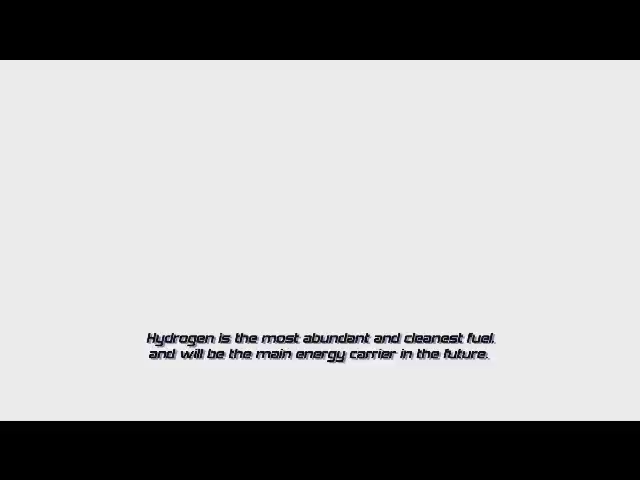 Hydrogen is the most abundant and cleanest fuel,
and will be the main energy carrier in the future.